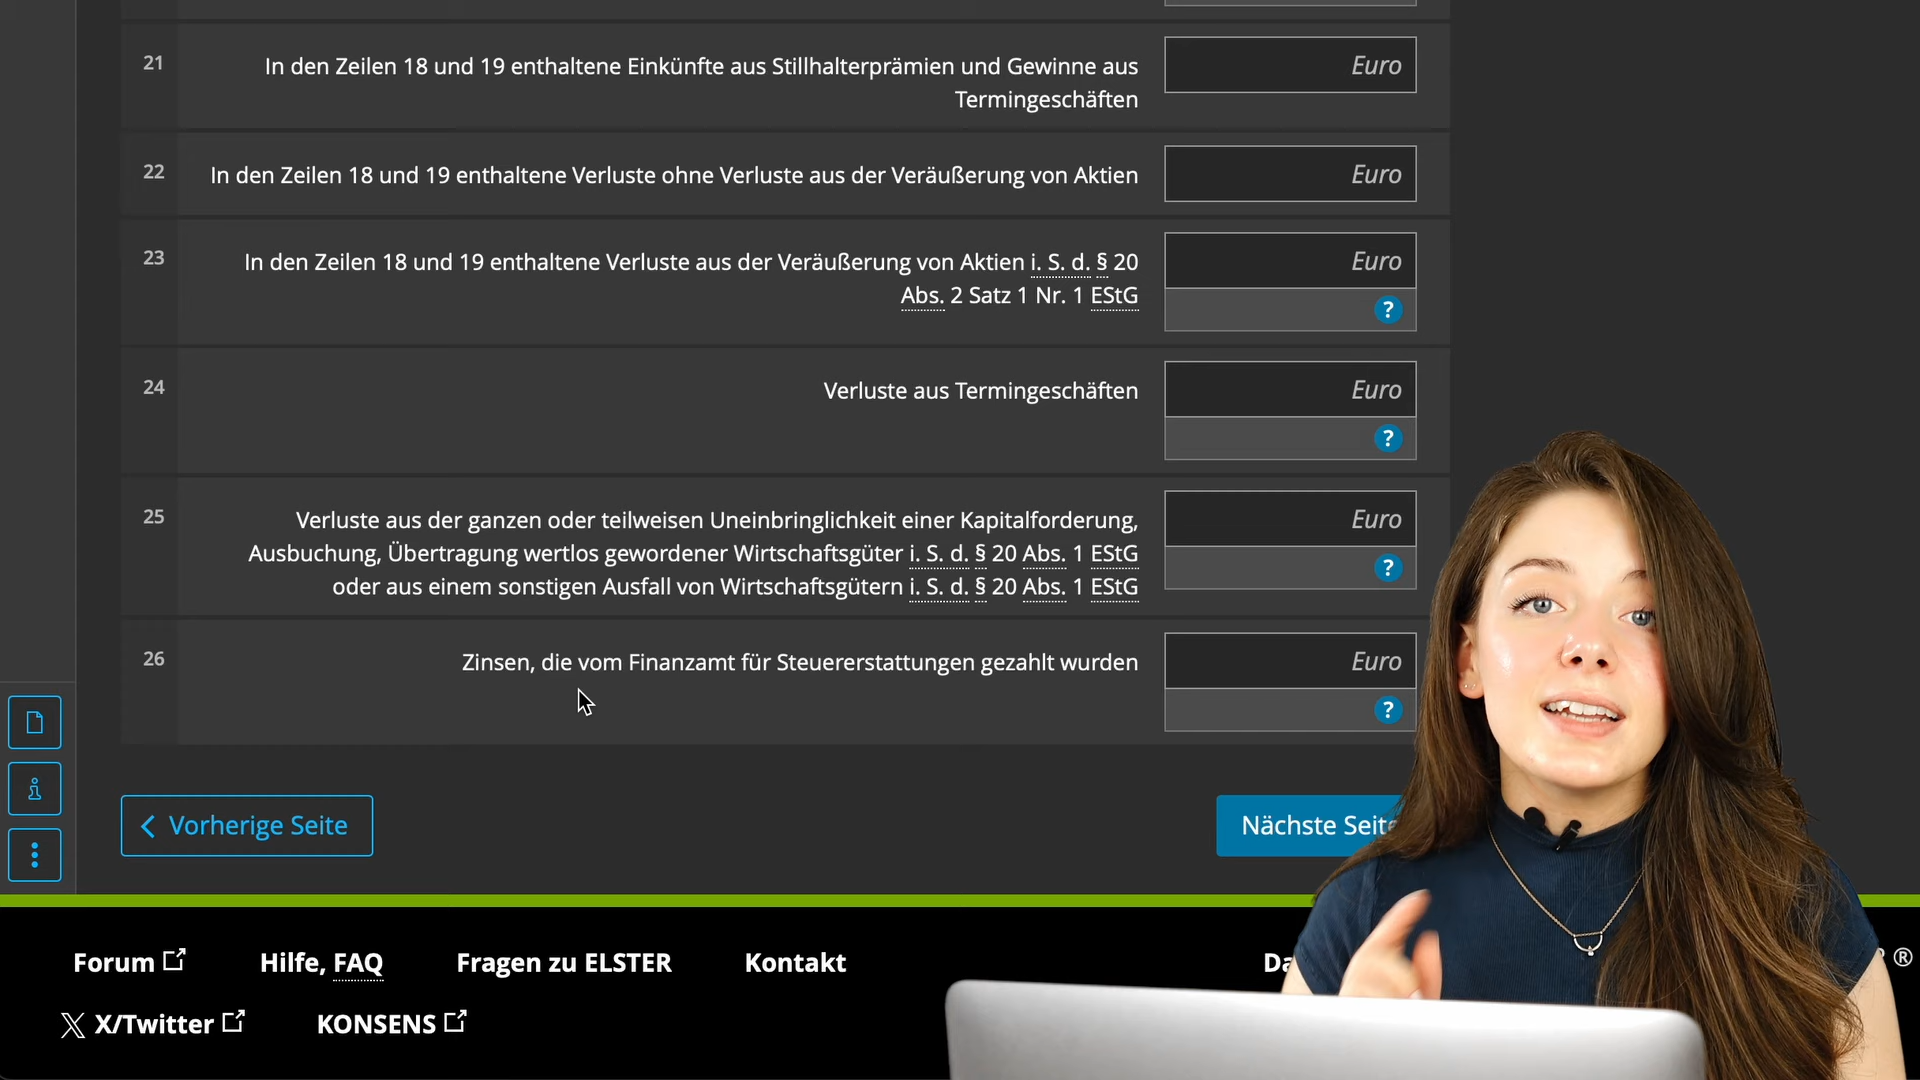 21
In den Zeilen 18 und 19 enthaltene Einkünfte aus Stillhalterprämien und Gewinne aus
Termingeschäften
Euro
22
In den Zeilen 18 und 19 enthaltene Verluste ohne Verluste aus der Veräußerung von Aktien
Euro
23
In den Zeilen 18 und 19 enthaltene Verluste aus der Veräußerung von Aktien i. S. d. § 20
Abs. 2 Satz 1 Nr. 1 EStG
Euro
?
24
Verluste aus Termingeschäften
Euro
?
25
Verluste aus der ganzen oder teilweisen Uneinbringlichkeit einer Kapitalforderung,
Ausbuchung, Übertragung wertlos gewordener Wirtschaftsgüter i. S. d. § 20 Abs. 1 EStG
oder aus einem sonstigen Ausfall von Wirtschaftsgütern i. S. d. § 20 Abs. 1 EStG
Euro
?
26
Zinsen, die vom Finanzamt für Steuererstattungen gezahlt wurden
Euro
?
Vorherige Seite
Nächste Seite
Forum
Hilfe, FAQ
Fragen zu ELSTER
Kontakt
®
X/Twitter
KONSENS